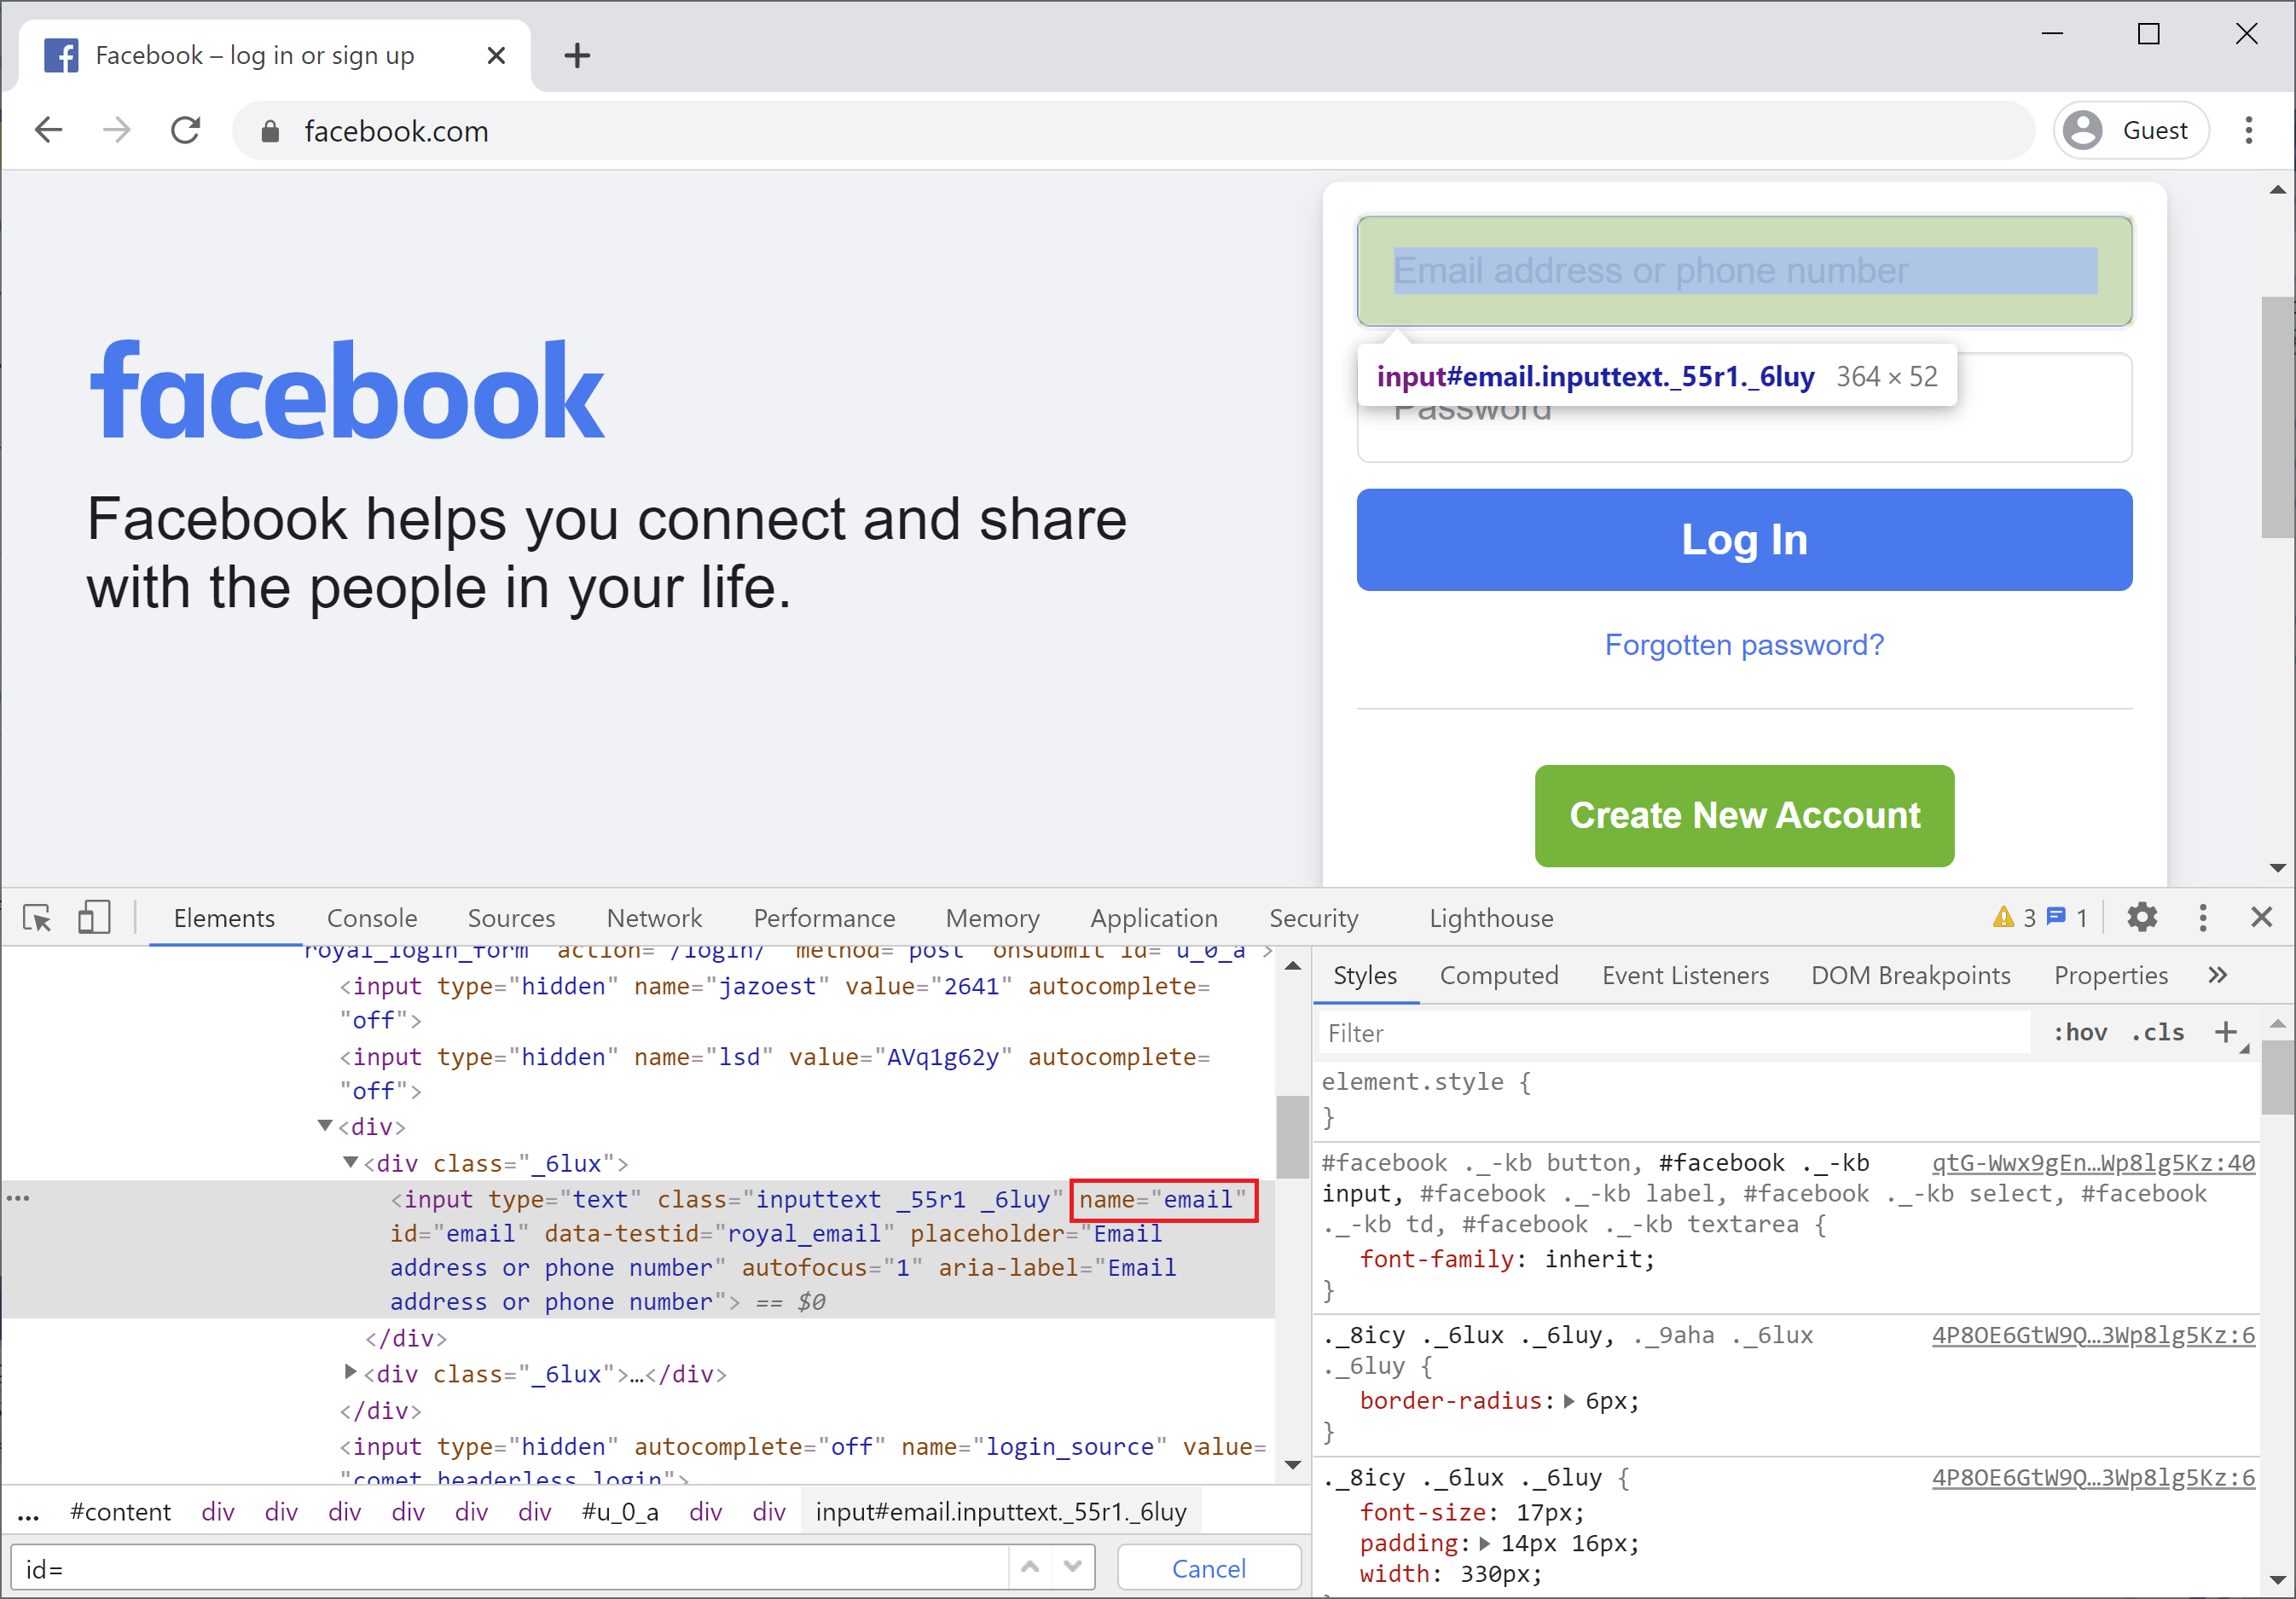 Facebook – log in or sign up
facebook.com
Guest
Email address or phone number
input#email.inputtext._55r1._6luy 364 × 52
Password
facebook
Facebook helps you connect and share
with the people in your life.
Log In
Forgotten password?
Create New Account
Elements Console Sources Network Performance Memory Application Security Lighthouse 3 1
royal_login_form" action="/login/" method="post" onsubmit id="u_0_a">
<input type="hidden" name="jazoest" value="2641" autocomplete=
"off">
<input type="hidden" name="lsd" value="AVq1g62y" autocomplete=
"off">
<div>
<div class="_6lux">
<input type="text" class="inputtext _55r1 _6luy" name="email"
id="email" data-testid="royal_email" placeholder="Email
address or phone number" autofocus="1" aria-label="Email
address or phone number"> == $0
</div>
<div class="_6lux">…</div>
</div>
<input type="hidden" autocomplete="off" name="login_source" value=
"comet_headerless_login">
... #content div div div div div div #u_0_a div div input#email.inputtext._55r1._6luy
id=
Cancel
Styles Computed Event Listeners DOM Breakpoints Properties »
Filter
:hov .cls +
element.style {
}
#facebook ._-kb button, #facebook ._-kb qtG-Wwx9gEn…Wp8lg5Kz:40
input, #facebook ._-kb label, #facebook ._-kb select, #facebook
._-kb td, #facebook ._-kb textarea {
font-family: inherit;
}
._8icy ._6lux ._6luy, ._9aha ._6lux 4P8OE6GtW9Q…3Wp8lg5Kz:6
._6luy {
border-radius: 6px;
}
._8icy ._6lux ._6luy { 4P8OE6GtW9Q…3Wp8lg5Kz:6
font-size: 17px;
padding: 14px 16px;
width: 330px;